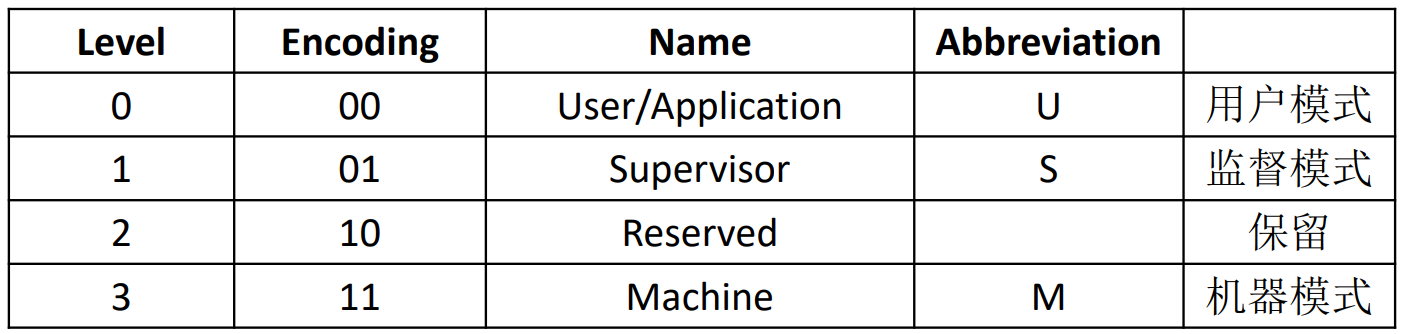 Level Encoding Name Abbreviation
0 00 User/Application U 用户模式
1 01 Supervisor S 监督模式
2 10 Reserved 保留
3 11 Machine M 机器模式